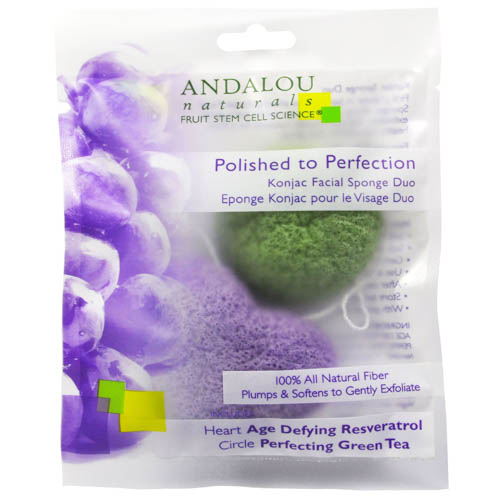 ANDALOU
naturals
FRUIT STEM CELL SCIENCE®
Polished to Perfection
Konjac Facial Sponge Duo
Eponge Konjac pour le Visage Duo
100% All Natural Fiber
Plumps & Softens to Gently Exfoliate
INCLUDES
Heart Age Defying Resveratrol
Circle Perfecting Green Tea